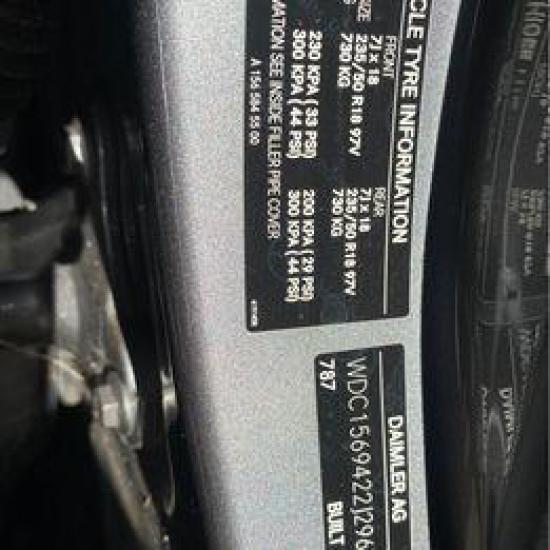 CLE TYRE INFORMATION
SIZE FRONT REAR
7J x 18 7J x 18
235/50 R18 97V 235/50 R18 97V
730 KG 730 KG
230 KPA (33 PSI) 200 KPA (29 PSI)
300 KPA (44 PSI) 300 KPA (44 PSI)
MATION SEE INSIDE FILLER PIPE COVER
A 156 584 55 00
DAIMLER AG
BUILT
WDC1569422J296
787